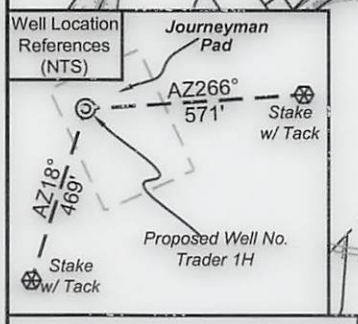 Well Location
References
(NTS)
Journeyman
Pad
AZ266°
571'
Stake
w/ Tack
AZ18°
469'
Proposed Well No.
Trader 1H
Stake
w/ Tack